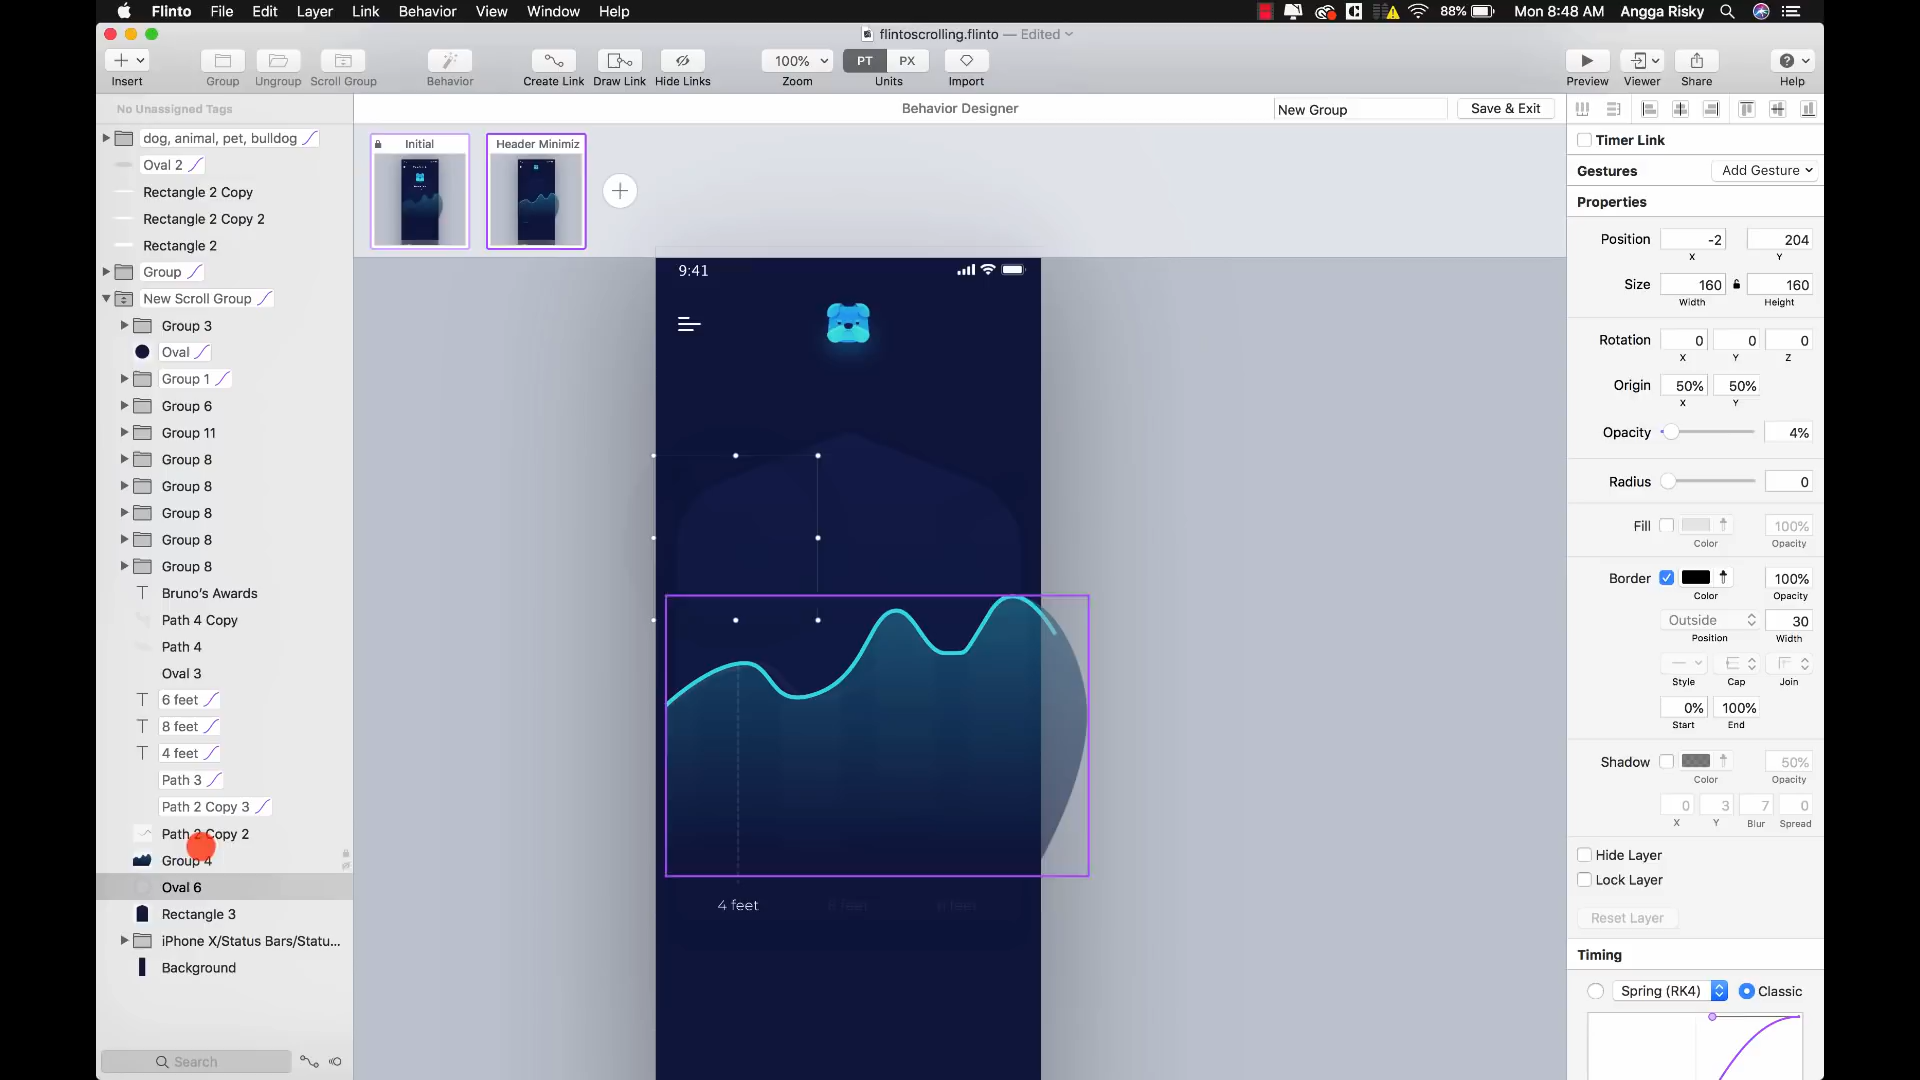 Flinto File Edit Layer Link Behavior View Window Help 88% Mon 8:48 AM Angga Risky
flintoscrolling.flinto — Edited
100% PT PX
Insert Group Ungroup Scroll Group Behavior Create Link Draw Link Hide Links Zoom Units Import Preview Viewer Share Help
No Unassigned Tags
Behavior Designer
New Group
Save & Exit
dog, animal, pet, bulldog
Oval 2
Rectangle 2 Copy
Rectangle 2 Copy 2
Rectangle 2
Group
New Scroll Group
Group 3
Oval
Group 1
Group 6
Group 11
Group 8
Group 8
Group 8
Group 8
Group 8
Bruno's Awards
Path 4 Copy
Path 4
Oval 3
6 feet
8 feet
4 feet
Path 3
Path 2 Copy 3
Path 2 Copy 2
Group 4
Oval 6
Rectangle 3
iPhone X/Status Bars/Statu...
Background
Search
Initial
Header Minimiz
9:41
4 feet
Timer Link
Gestures Add Gesture
Properties
Position -2 204
X Y
Size 160 160
Width Height
Rotation 0 0 0
X Y Z
Origin 50% 50%
X Y
Opacity 4%
Radius 0
Fill 100%
Color Opacity
Border 100%
Color Opacity
Outside 30
Position Width
Style Cap Join
0% 100%
Start End
Shadow 50%
Color Opacity
0 3 7 0
X Y Blur Spread
Hide Layer
Lock Layer
Reset Layer
Timing
Spring (RK4) Classic